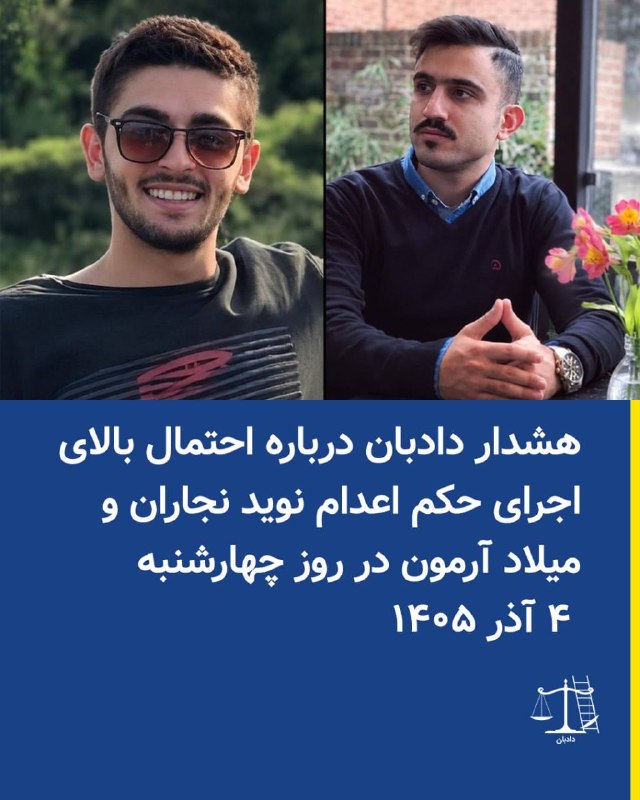 هشدار دادبان درباره احتمال بالای
اجرای حکم اعدام نوید نجاران و
میلاد آرمون در روز چهارشنبه
۴ آذر ۱۴۰۵
دادبان